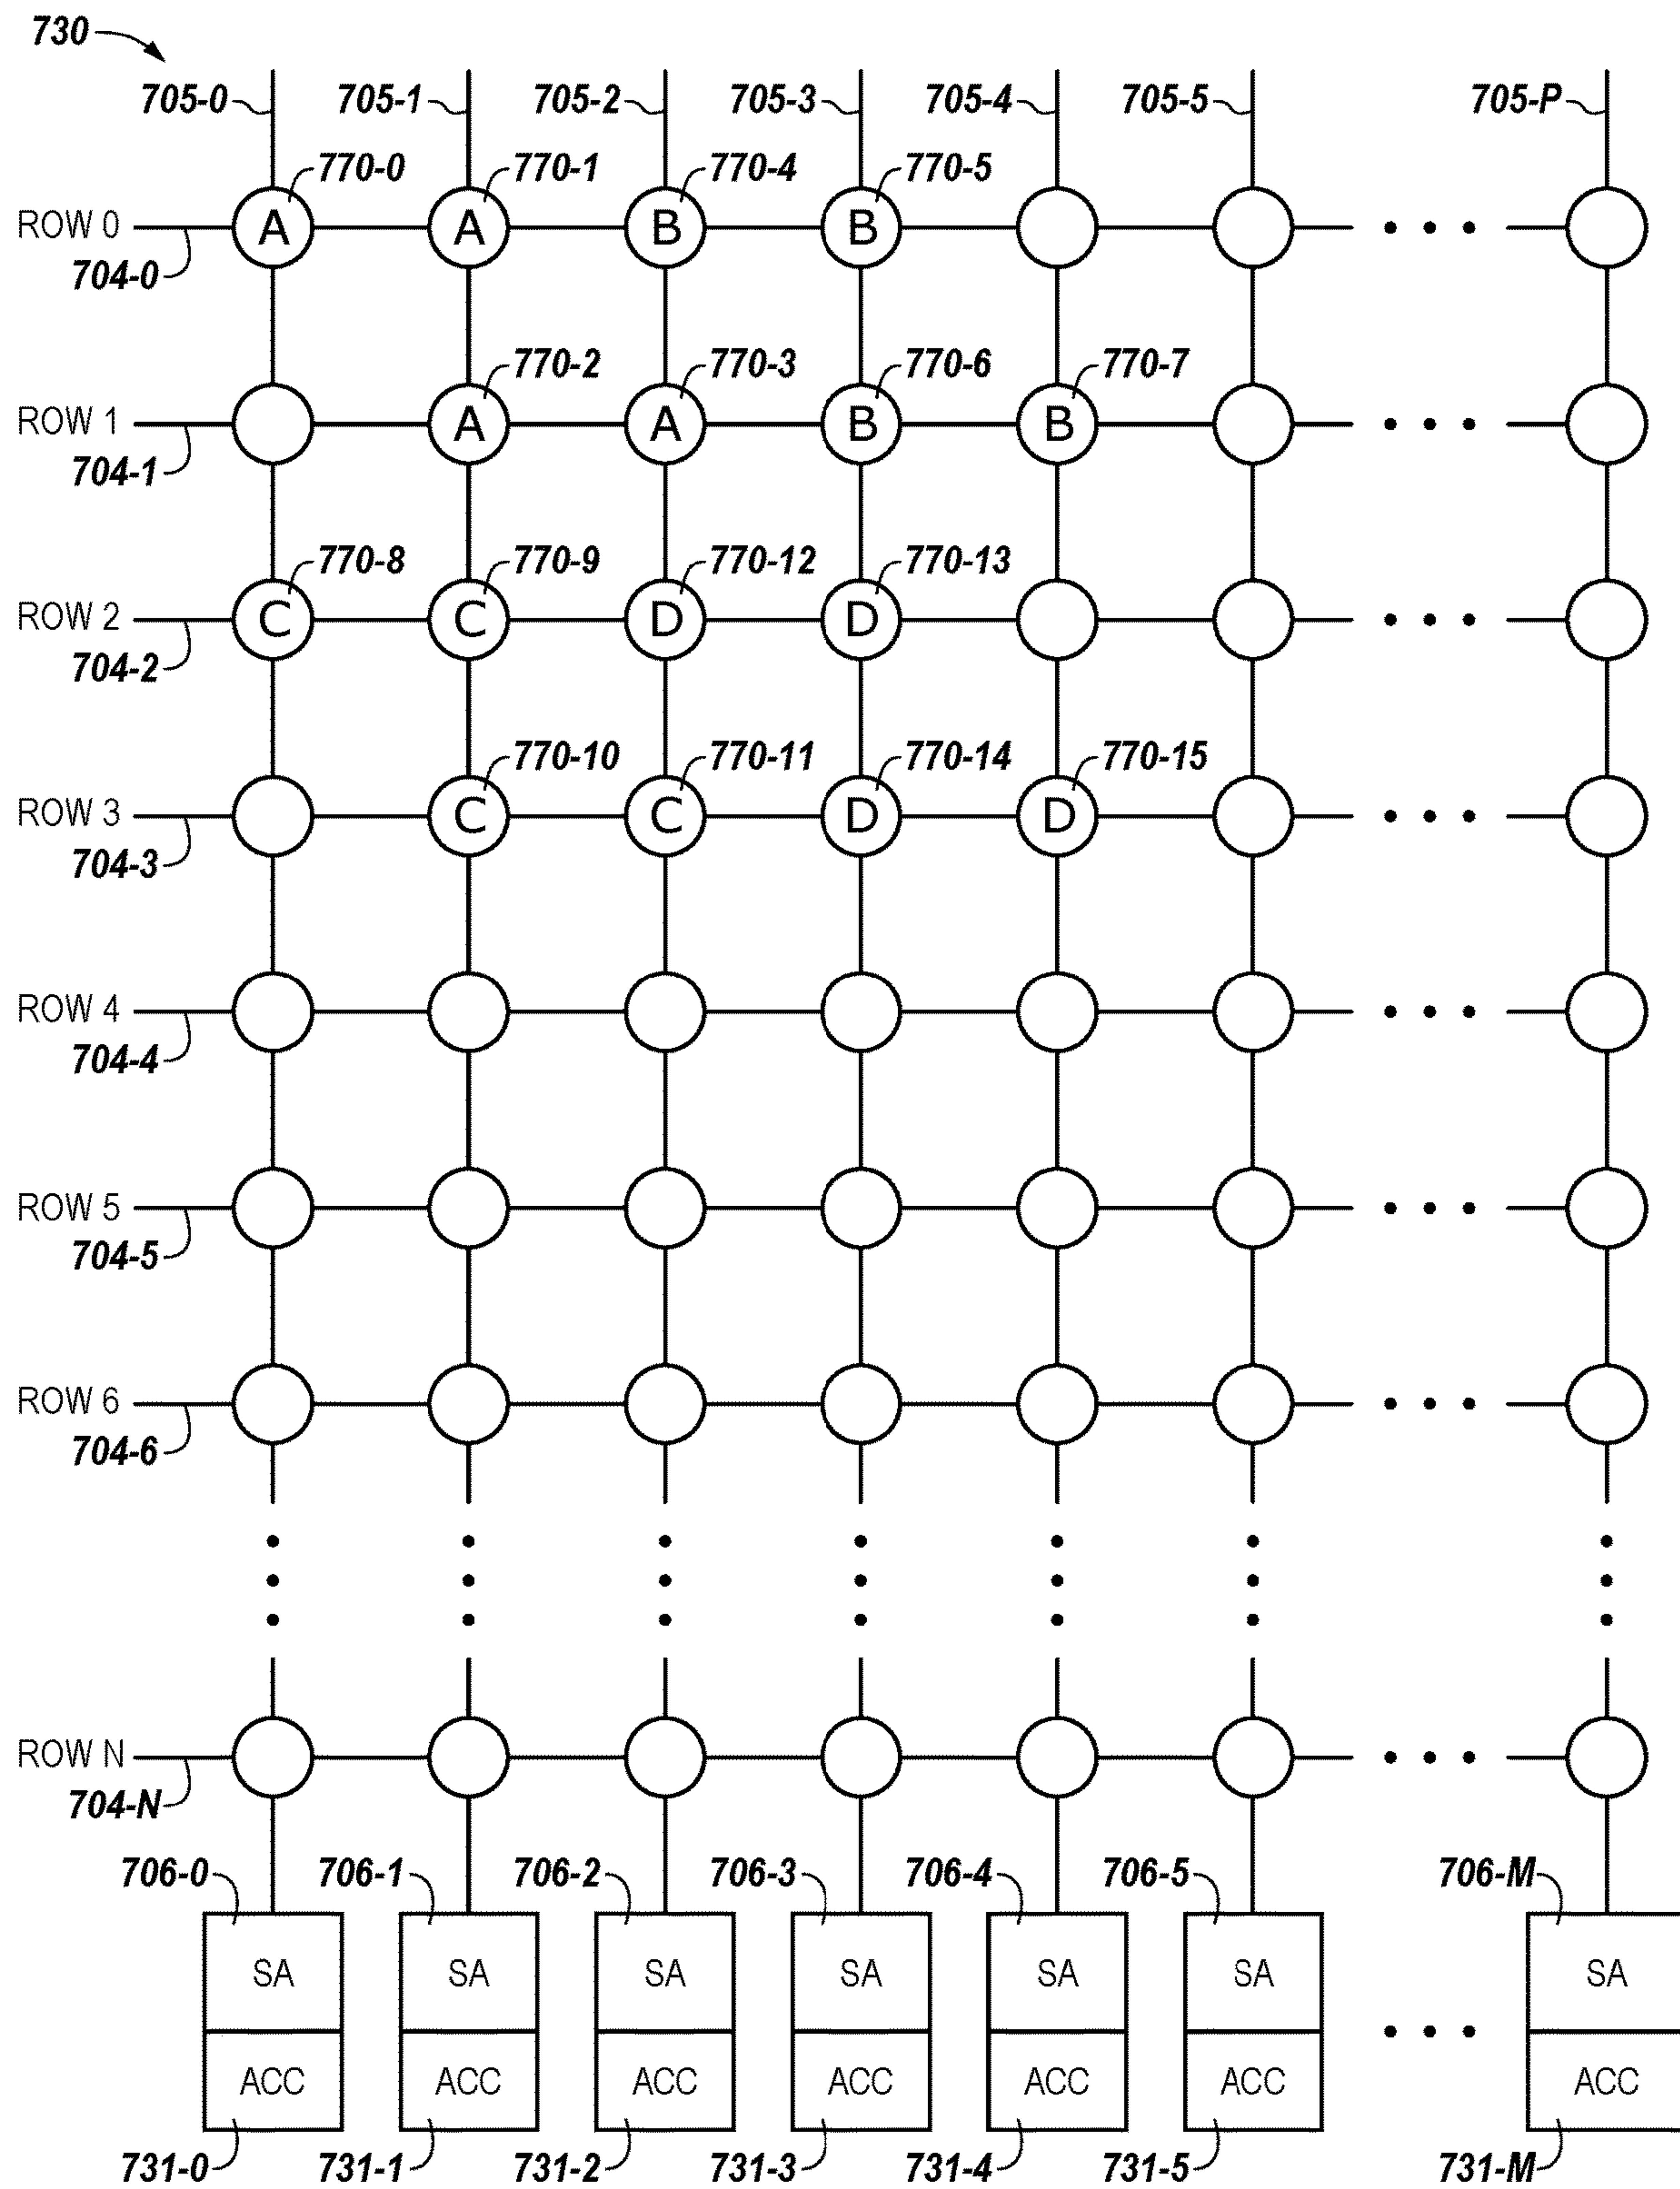 730
705-0 705-1 705-2 705-3 705-4 705-5 705-P
770-0 770-1 770-4 770-5
ROW 0 A A B B
704-0
770-2 770-3 770-6 770-7
ROW 1 A A B B
704-1
770-8 770-9 770-12 770-13
ROW 2 C C D D
704-2
770-10 770-11 770-14 770-15
ROW 3 C C D D
704-3
ROW 4
704-4
ROW 5
704-5
ROW 6
704-6
ROW N
704-N
706-0 706-1 706-2 706-3 706-4 706-5 706-M
SA SA SA SA SA SA SA
ACC ACC ACC ACC ACC ACC ACC
731-0 731-1 731-2 731-3 731-4 731-5 731-M